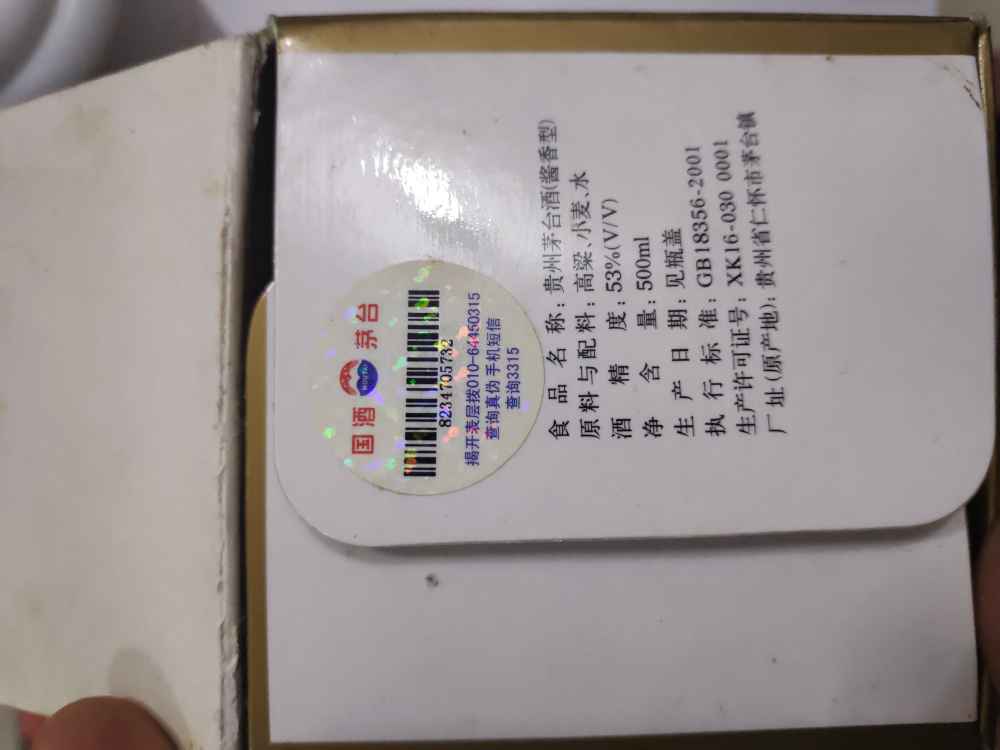 国酒 茅台
MOUTAI
8234705732
揭开表层拨010-64450315
查询真伪 手机短信
查询3315
食品名称：贵州茅台酒(酱香型)
原料与配料：高粱、小麦、水
酒精度：53%(V/V)
净含量：500ml
生产日期：见瓶盖
执行标准：GB18356-2001
生产许可证号：XK16-030 0001
厂址(原产地)：贵州省仁怀市茅台镇